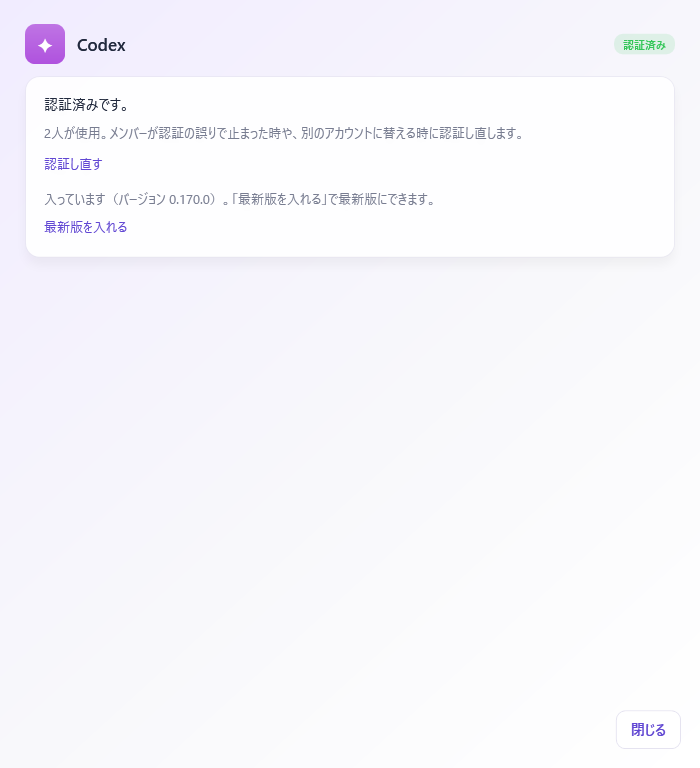 Codex
認証済み
認証済みです。
2人が使用。メンバーが認証の誤りで止まった時や、別のアカウントに替える時に認証し直します。
認証し直す
入っています（バージョン 0.170.0）。「最新版を入れる」で最新版にできます。
最新版を入れる
閉じる